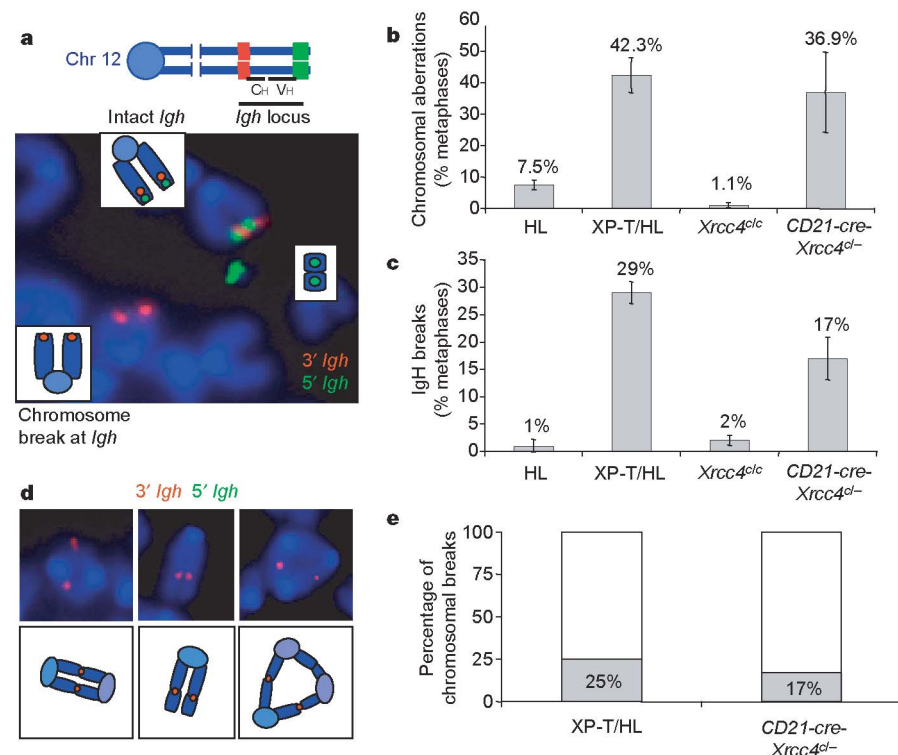 a
Chr 12
CH VH
Intact Igh
Igh locus
3′ Igh
5′ Igh
Chromosome
break at Igh
b
Chromosomal aberrations
(% metaphases)
60
50
40
30
20
10
0
7.5%
42.3%
1.1%
36.9%
HL
XP-T/HL
Xrcc4c/c
CD21-cre-
Xrcc4c/–
c
IgH breaks
(% metaphases)
35
30
25
20
15
10
5
0
1%
29%
2%
17%
HL
XP-T/HL
Xrcc4c/c
CD21-cre-
Xrcc4c/–
d
3′ Igh 5′ Igh
e
Percentage of
chromosomal breaks
100
75
50
25
0
25%
17%
XP-T/HL
CD21-cre-
Xrcc4c/–